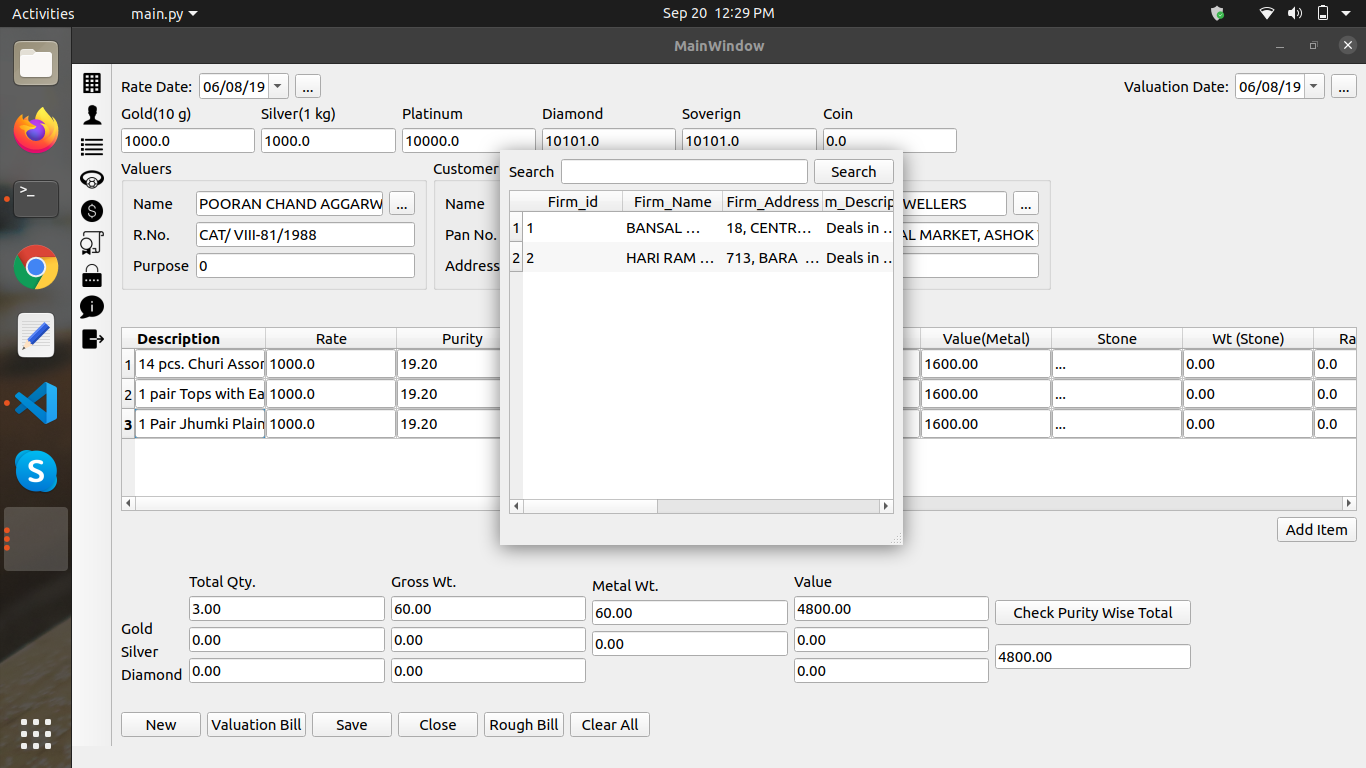 Activities main.py Sep 20 12:29 PM
MainWindow
Rate Date: 06/08/19 ... Valuation Date: 06/08/19 ...
Gold(10 g) Silver(1 kg) Platinum Diamond Soverign Coin
1000.0 1000.0 10000.0 10101.0 10101.0 0.0
Valuers Customer
Name POORAN CHAND AGGARW ... Name WELLERS ...
R.No. CAT/ VIII-81/1988 Pan No. AL MARKET, ASHOK
Purpose 0 Address
Search Search
Firm_id Firm_Name Firm_Address m_Descrip
1 1 BANSAL ... 18, CENTR... Deals in ...
2 2 HARI RAM ... 713, BARA ... Deals in ...
Description Rate Purity Value(Metal) Stone Wt (Stone) Ra
1 14 pcs. Churi Assor 1000.0 19.20 1600.00 ... 0.00 0.0
2 1 pair Tops with Ea 1000.0 19.20 1600.00 ... 0.00 0.0
3 1 Pair Jhumki Plain 1000.0 19.20 1600.00 ... 0.00 0.0
Add Item
Total Qty. Gross Wt. Metal Wt. Value
3.00 60.00 60.00 4800.00 Check Purity Wise Total
Gold
0.00 0.00 0.00 0.00
Silver 4800.00
Diamond 0.00 0.00 0.00
New Valuation Bill Save Close Rough Bill Clear All